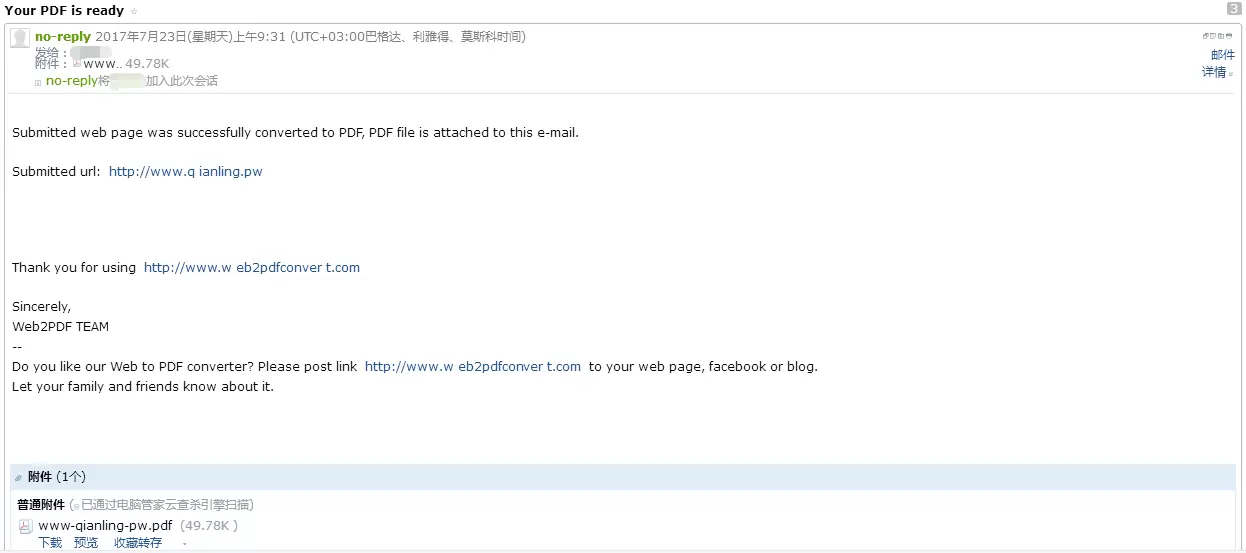 Your PDF is ready ☆
3
no-reply 2017年7月23日(星期天)上午9:31 (UTC+03:00巴格达、利雅得、莫斯科时间)
发给：
附件： www... 49.78K
邮件
详情
no-reply将 加入此次会话
Submitted web page was successfully converted to PDF, PDF file is attached to this e-mail.
Submitted url: http://www.q ianling.pw
Thank you for using http://www.w eb2pdfconver t.com
Sincerely,
Web2PDF TEAM
--
Do you like our Web to PDF converter? Please post link http://www.w eb2pdfconver t.com to your web page, facebook or blog.
Let your family and friends know about it.
附件 (1个)
普通附件 (已通过电脑管家云查杀引擎扫描)
www-qianling-pw.pdf (49.78K )
下载 预览 收藏转存